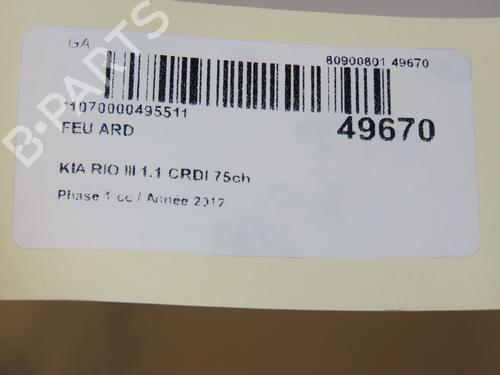 GA
80900801 49670
*1070000495511
FEU ARD
49670
KIA RIO III 1.1 CRDI 75ch
Phase 1 cc / Année 2012
B-PARTS